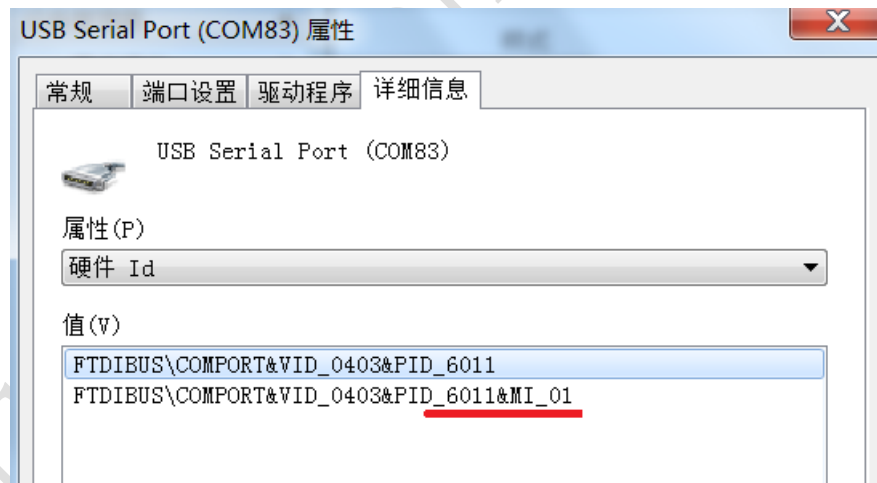 USB Serial Port (COM83) 属性
X
常规 端口设置 驱动程序 详细信息
USB Serial Port (COM83)
属性(P)
硬件 Id
值(V)
FTDIBUS\COMPORT&VID_0403&PID_6011
FTDIBUS\COMPORT&VID_0403&PID_6011&MI_01